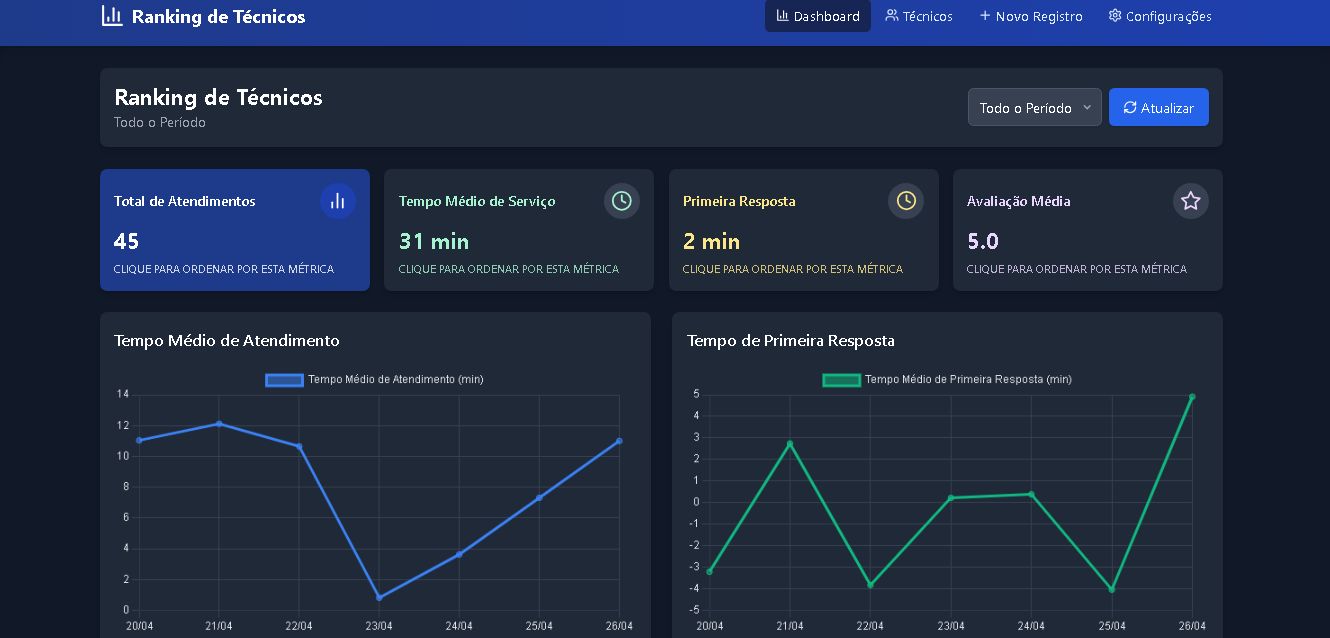 Ranking de Técnicos
Dashboard
Técnicos
Novo Registro
Configurações
Ranking de Técnicos
Todo o Período
Todo o Período
Atualizar
Total de Atendimentos
45
CLIQUE PARA ORDENAR POR ESTA MÉTRICA
Tempo Médio de Serviço
31 min
CLIQUE PARA ORDENAR POR ESTA MÉTRICA
Primeira Resposta
2 min
CLIQUE PARA ORDENAR POR ESTA MÉTRICA
Avaliação Média
5.0
CLIQUE PARA ORDENAR POR ESTA MÉTRICA
Tempo Médio de Atendimento
Tempo Médio de Atendimento (min)
14
12
10
8
6
4
2
0
20/04 21/04 22/04 23/04 24/04 25/04 26/04
Tempo de Primeira Resposta
Tempo Médio de Primeira Resposta (min)
5
4
3
2
1
0
-1
-2
-3
-4
-5
20/04 21/04 22/04 23/04 24/04 25/04 26/04